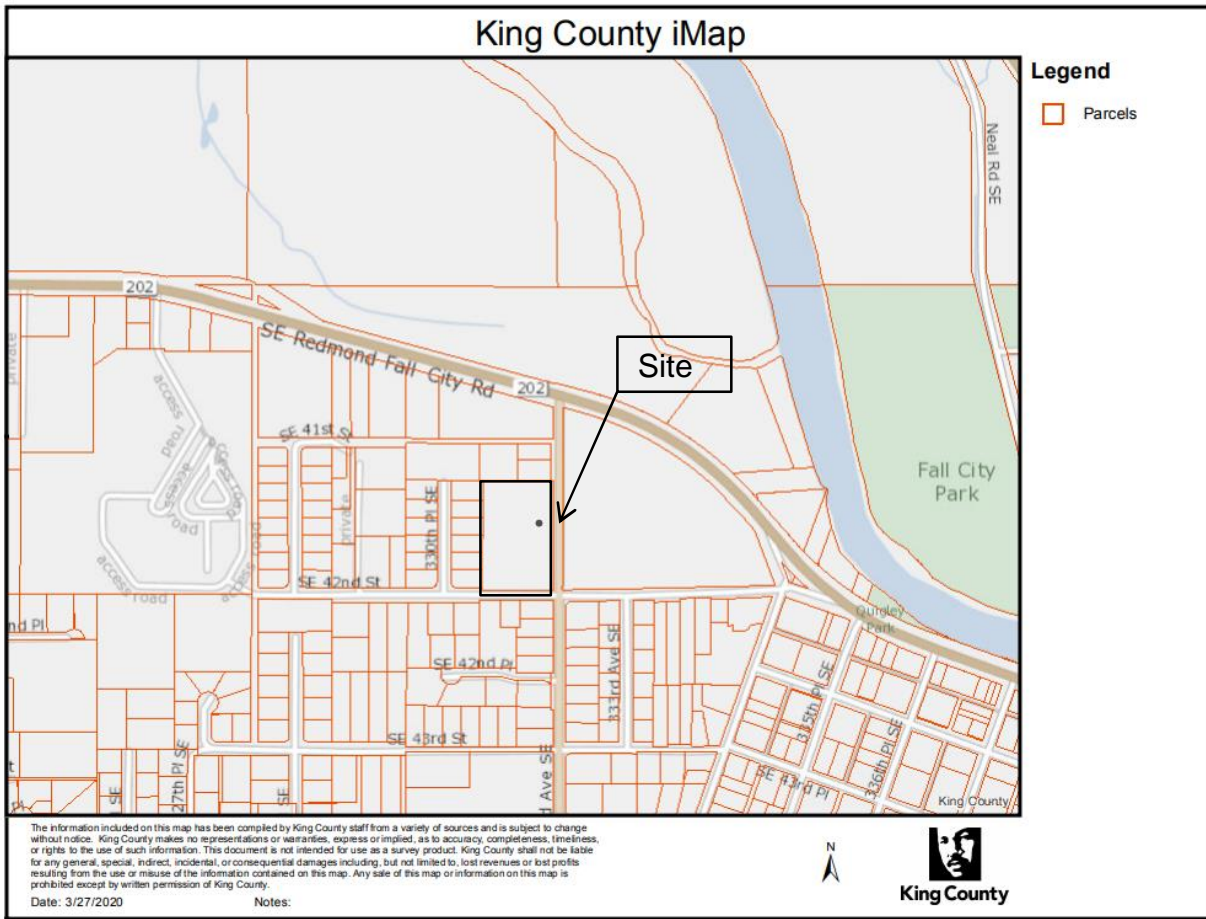 King County iMap
Legend
Parcels
Neal Rd SE
202
SE Redmond Fall City Rd
202
Site
private
access road
access road
access road
access road
access road
SE 41st St
private
330th Pl SE
Fall City
Park
SE 42nd St
Quigley
Park
nd Pl
SE 42nd Pl
333rd Ave SE
335th Pl SE
336th Pl SE
SE 43rd St
SE 43rd Pl
27th Pl SE
SE
SE
d Ave SE
t
Pl
King County
The information included on this map has been compiled by King County staff from a variety of sources and is subject to change
without notice. King County makes no representations or warranties, express or implied, as to accuracy, completeness, timeliness,
or rights to the use of such information. This document is not intended for use as a survey product. King County shall not be liable
for any general, special, indirect, incidental, or consequential damages including, but not limited to, lost revenues or lost profits
resulting from the use or misuse of the information contained on this map. Any sale of this map or information on this map is
prohibited except by written permission of King County.
Date: 3/27/2020 Notes:
N
King County